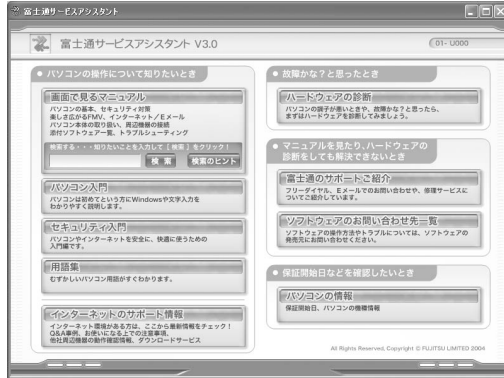 富士通サービスアシスタント
富士通サービスアシスタント V3.0
01- U000
パソコンの操作について知りたいとき
画面で見るマニュアル
パソコンの基本、セキュリティ対策
楽しさ広がるFMV、インターネット／Eメール
パソコン本体の取り扱い、周辺機器の接続
添付ソフトウェア一覧、トラブルシューティング
検索する・・・知りたいことを入力して [ 検索 ] をクリック！
検 索
検索のヒント
パソコン入門
パソコンは初めてという方にWindowsや文字入力を
わかりやすく説明します。
セキュリティ入門
パソコンやインターネットを安全に、快適に使うための
入門編です。
用語集
むずかしいパソコン用語がすぐわかります。
インターネットのサポート情報
インターネット環境がある方は、ここから最新情報をチェック！
Q&A事例、お使いになる上での注意事項、
他社周辺機器の動作確認情報、ダウンロードサービス
故障かな？と思ったとき
ハードウェアの診断
パソコンの調子が悪いときや、故障かな？と思ったら、
まずはハードウェアを診断してみましょう。
マニュアルを見たり、ハードウェアの
診断をしても解決できないとき
富士通のサポートご紹介
フリーダイヤル、Eメールでのお問い合わせや、修理サービスに
ついてご紹介しています。
ソフトウェアのお問い合わせ先一覧
ソフトウェアの操作方法やトラブルについては、ソフトウェアの
発売元にお問い合わせください。
保証開始日などを確認したいとき
パソコンの情報
保証開始日、パソコンの機種情報
All Rights Reserved, Copyright © FUJITSU LIMITED 2004